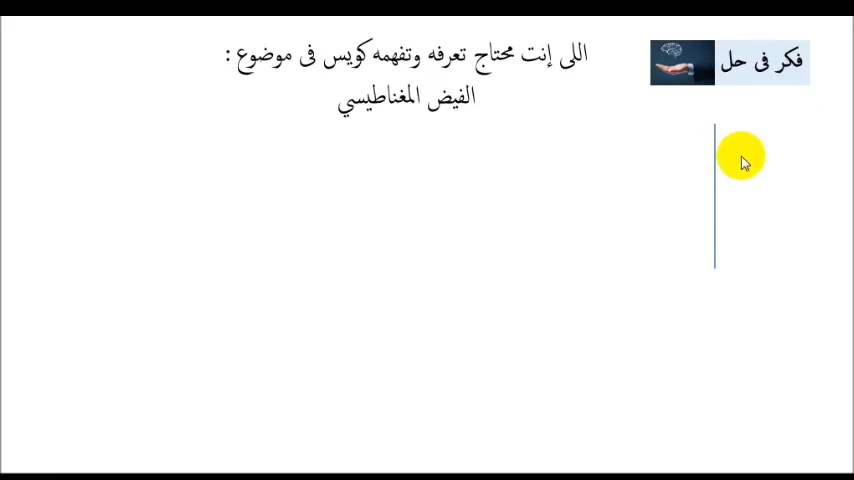 فكر فى حل
اللى إنت محتاج تعرفه وتفهمه كويس فى موضوع :
الفيض المغناطيسي